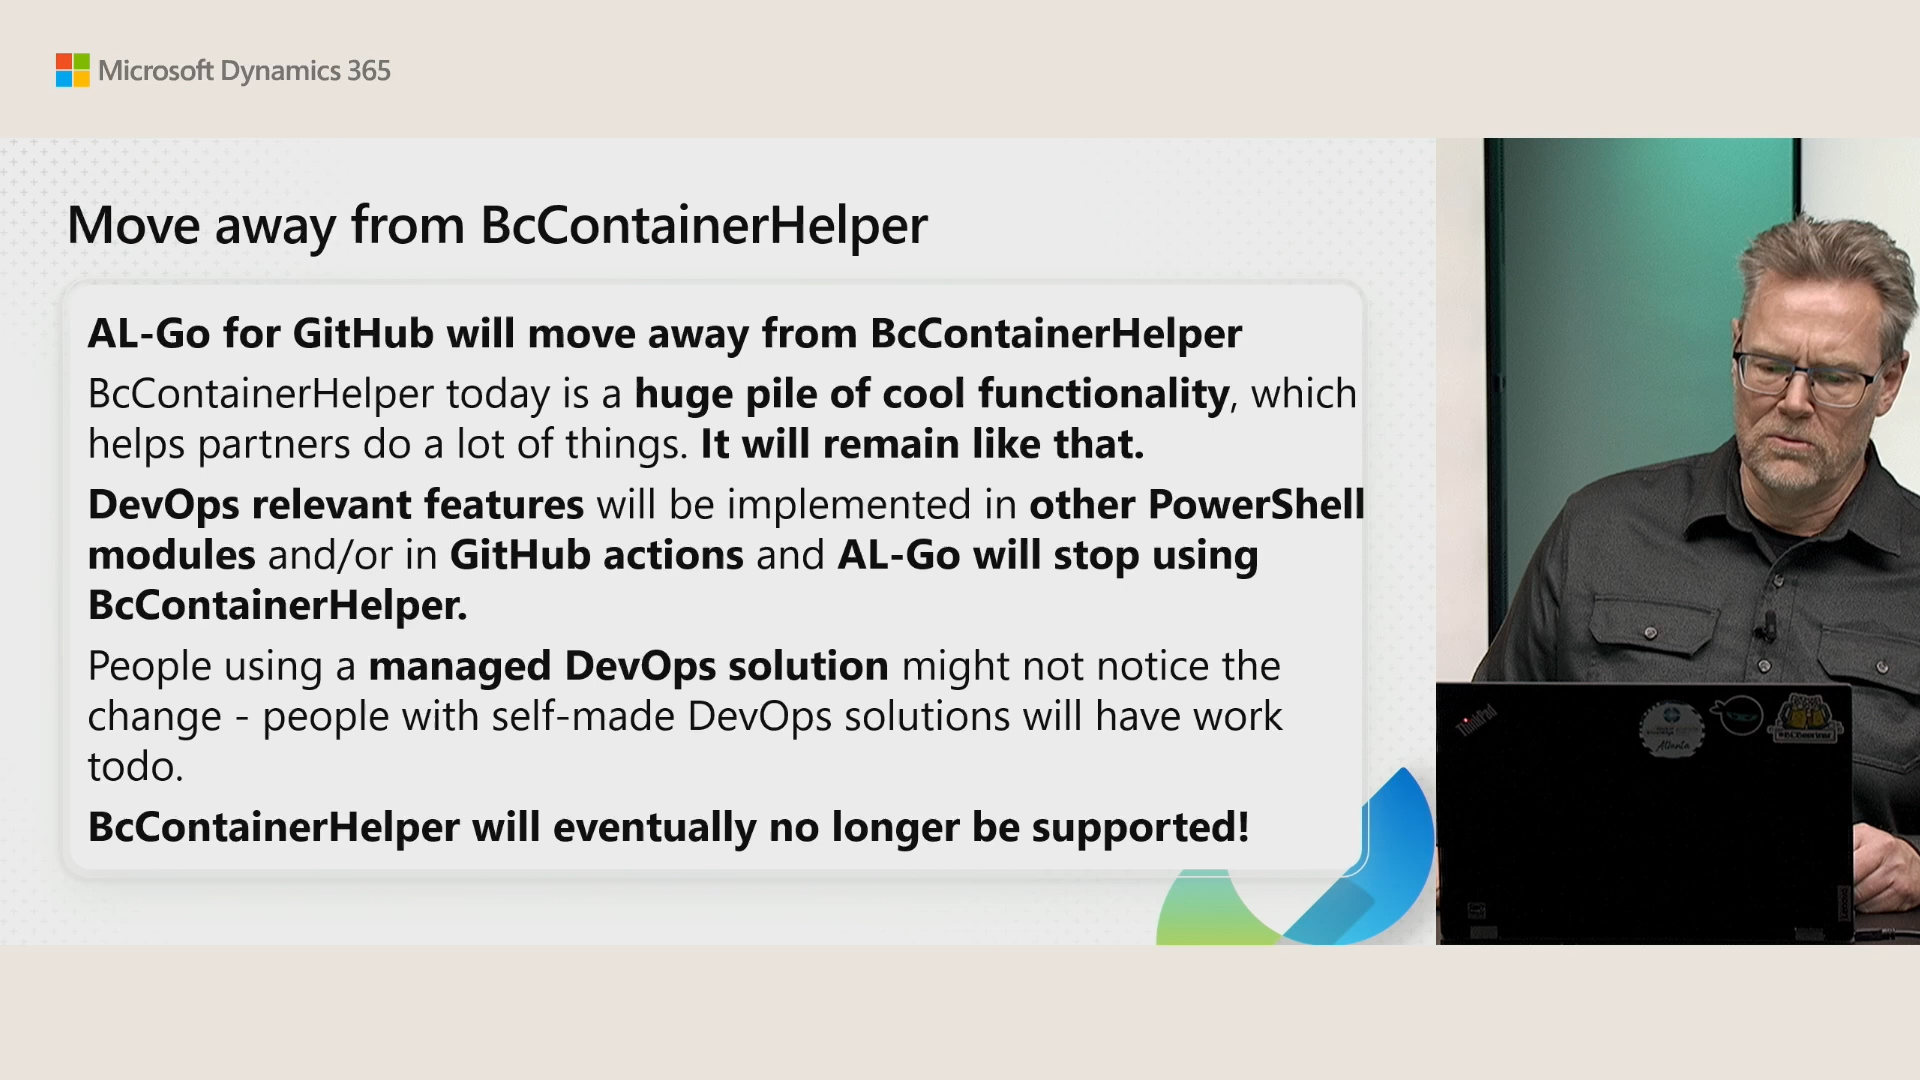 Microsoft Dynamics 365
Move away from BcContainerHelper
AL-Go for GitHub will move away from BcContainerHelper
BcContainerHelper today is a huge pile of cool functionality, which
helps partners do a lot of things. It will remain like that.
DevOps relevant features will be implemented in other PowerShell
modules and/or in GitHub actions and AL-Go will stop using
BcContainerHelper.
People using a managed DevOps solution might not notice the
change - people with self-made DevOps solutions will have work
todo.
BcContainerHelper will eventually no longer be supported!
ThinkPad
Atlanta
Lenovo